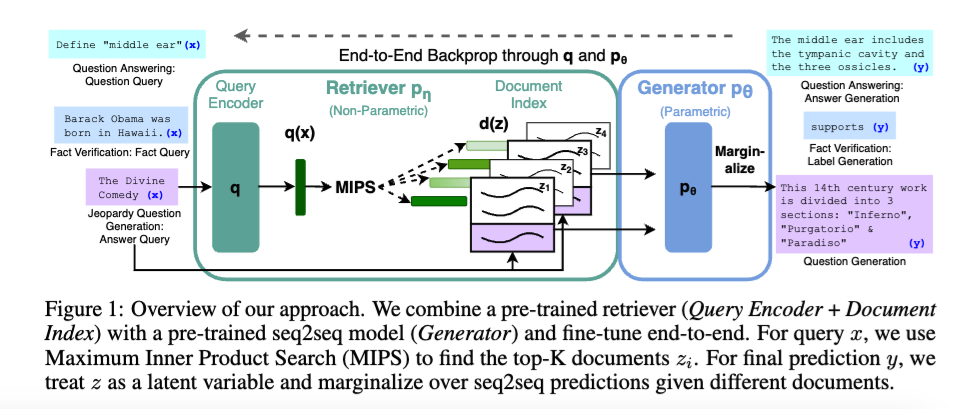 Define "middle ear"(x)
Question Answering:
Question Query
Barack Obama was
born in Hawaii.(x)
Fact Verification: Fact Query
The Divine
Comedy (x)
Jeopardy Question
Generation:
Answer Query
End-to-End Backprop through q and pθ
Query
Encoder
q
q(x)
Retriever pη
(Non-Parametric)
MIPS
Document
Index
d(z)
z4
z3
z2
z1
Generator pθ
(Parametric)
pθ
Margin-
alize
The middle ear includes
the tympanic cavity and
the three ossicles. (y)
Question Answering:
Answer Generation
supports (y)
Fact Verification:
Label Generation
This 14th century work
is divided into 3
sections: "Inferno",
"Purgatorio" &
"Paradiso" (y)
Question Generation
Figure 1: Overview of our approach. We combine a pre-trained retriever (Query Encoder + Document
Index) with a pre-trained seq2seq model (Generator) and fine-tune end-to-end. For query x, we use
Maximum Inner Product Search (MIPS) to find the top-K documents zi. For final prediction y, we
treat z as a latent variable and marginalize over seq2seq predictions given different documents.